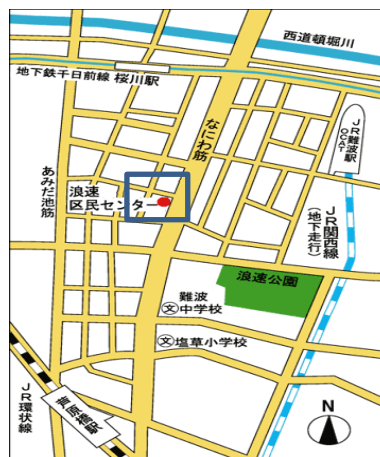 西道頓堀川
地下鉄千日前線 桜川駅
なにわ筋
JR難波駅
OCAT
あみだ池筋
浪速
区民センター
JR関西線
(地下走行)
浪速公園
難波
文中学校
文塩草小学校
芦原橋駅
JR環状線
N